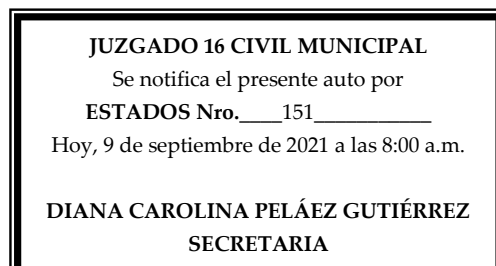 JUZGADO 16 CIVIL MUNICIPAL
Se notifica el presente auto por
ESTADOS Nro.____151____________
Hoy, 9 de septiembre de 2021 a las 8:00 a.m.
DIANA CAROLINA PELÁEZ GUTIÉRREZ
SECRETARIA